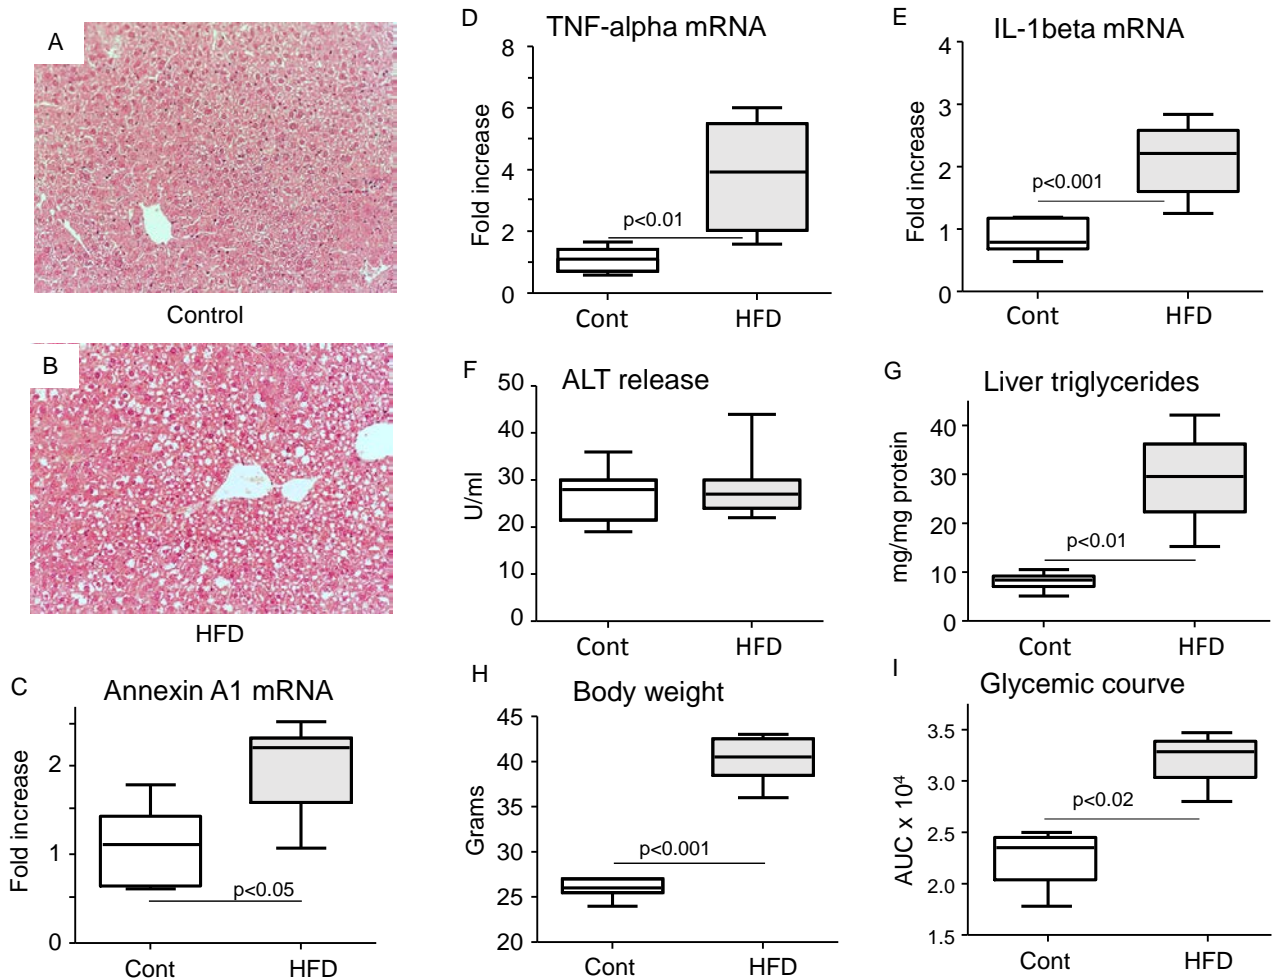 A
Control
B
HFD
C
Annexin A1 mRNA
Fold increase
2
1
0
p<0.05
Cont
HFD
D
TNF-alpha mRNA
Fold increase
8
6
4
2
0
p<0.01
Cont
HFD
E
IL-1beta mRNA
Fold increase
4
3
2
1
0
p<0.001
Cont
HFD
F
ALT release
U/ml
50
40
30
20
10
0
Cont
HFD
G
Liver triglycerides
mg/mg protein
40
30
20
10
0
p<0.01
Cont
HFD
H
Body weight
Grams
45
40
35
30
25
20
p<0.001
Cont
HFD
I
Glycemic courve
AUC x 10⁴
3.5
3.0
2.5
2.0
1.5
p<0.02
Cont
HFD